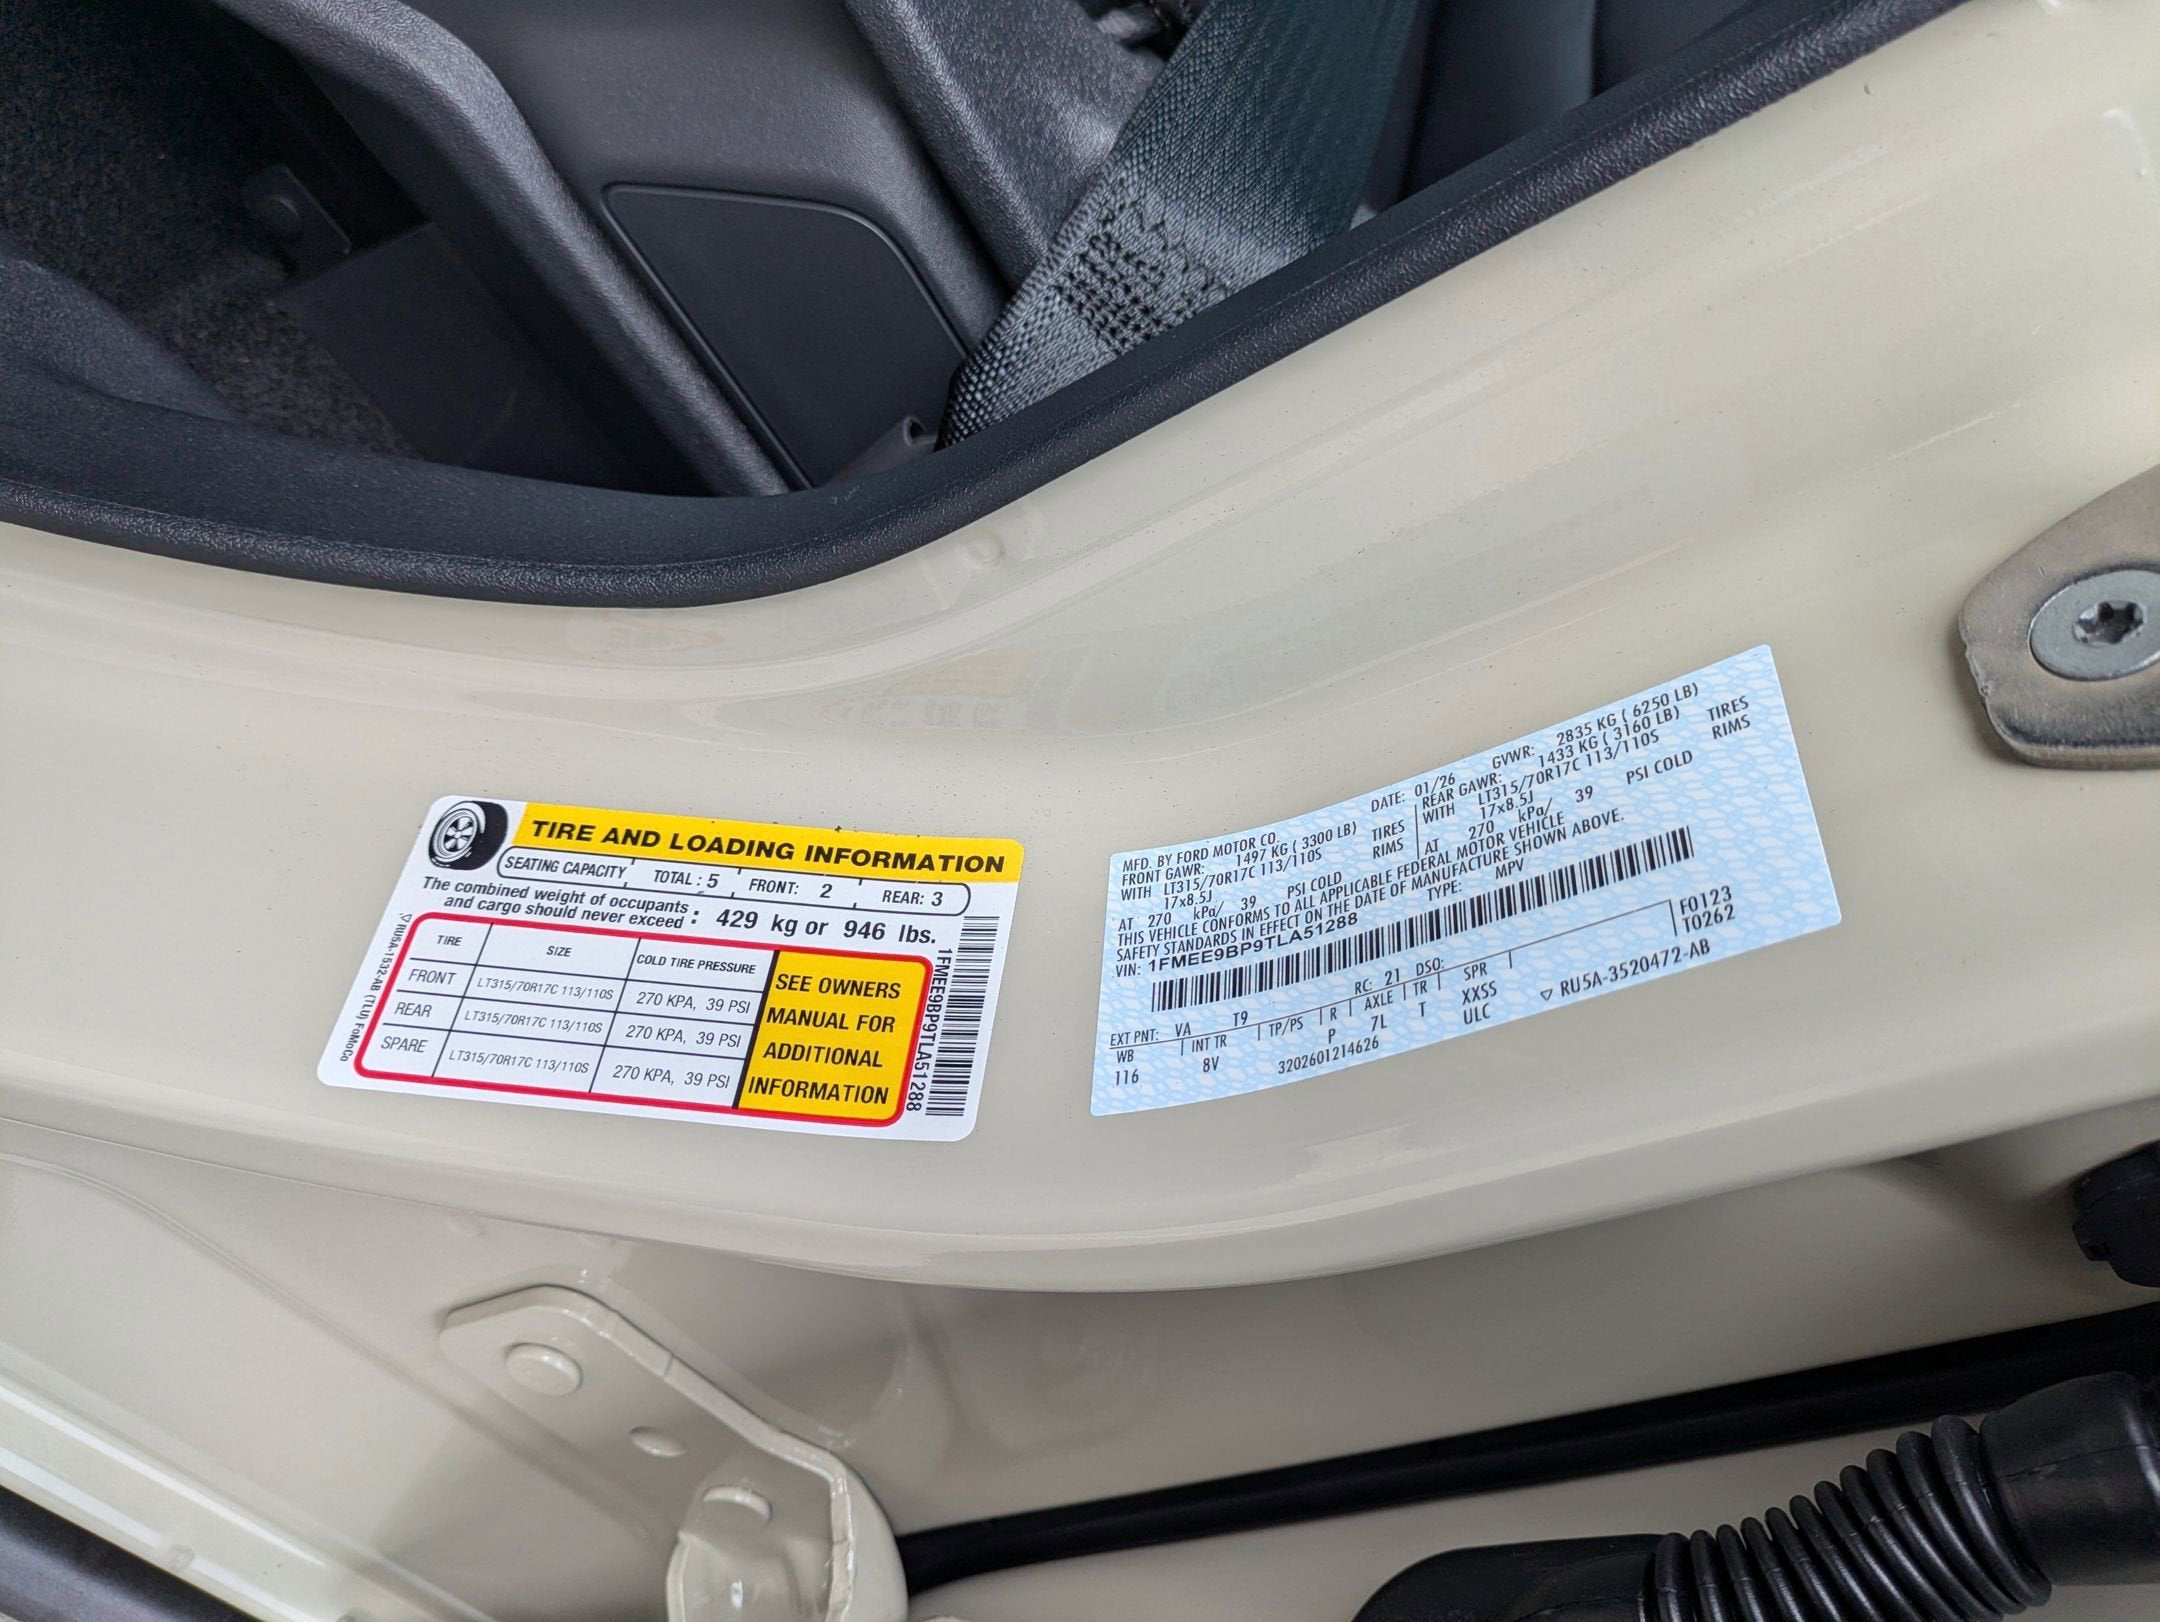 TIRE AND LOADING INFORMATION
SEATING CAPACITY TOTAL : 5 FRONT: 2 REAR: 3
The combined weight of occupants
and cargo should never exceed : 429 kg or 946 lbs.
TIRE SIZE COLD TIRE PRESSURE
FRONT LT315/70R17C 113/110S 270 KPA, 39 PSI
REAR LT315/70R17C 113/110S 270 KPA, 39 PSI
SPARE LT315/70R17C 113/110S 270 KPA, 39 PSI
SEE OWNERS
MANUAL FOR
ADDITIONAL
INFORMATION
RU5A-1532-AB (TLU) FoMoCo
1FMEE9BP9TLA51288
MFD. BY FORD MOTOR CO. DATE: 01/26 GVWR: 2835 KG ( 6250 LB)
FRONT GAWR: 1497 KG ( 3300 LB) REAR GAWR: 1433 KG ( 3160 LB)
WITH LT315/70R17C 113/110S TIRES WITH LT315/70R17C 113/110S TIRES
17x8.5J RIMS 17x8.5J RIMS
AT 270 kPa/ 39 PSI COLD AT 270 kPa/ 39 PSI COLD
THIS VEHICLE CONFORMS TO ALL APPLICABLE FEDERAL MOTOR VEHICLE
SAFETY STANDARDS IN EFFECT ON THE DATE OF MANUFACTURE SHOWN ABOVE.
VIN: 1FMEE9BP9TLA51288 TYPE: MPV
F0123
T0262
EXT PNT: VA T9 RC: 21 DSO:
WB INT TR TP/PS R AXLE TR SPR
116 8V P 7L T XXSS
ULC
3202601214626
RU5A-3520472-AB